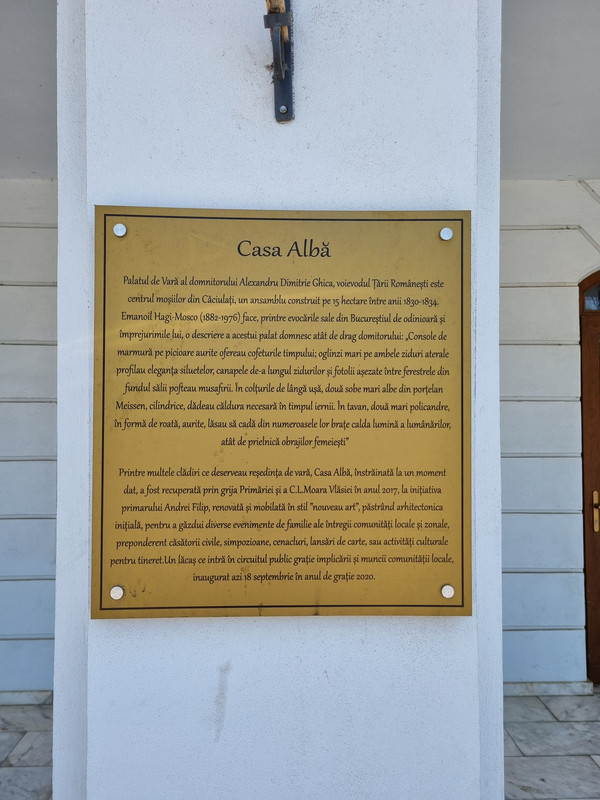 Casa Albă
Palatul de Vară al domnitorului Alexandru Dimitrie Ghica, voievodul Țării Românești este
centrul moșiilor din Căciulați, un ansamblu construit pe 15 hectare între anii 1830-1834.
Emanoil Hagi-Mosco (1882-1976) face, printre evocările sale din Bucureștiul de odinioară și
împrejurimile lui, o descriere a acestui palat domnesc atât de drag domitorului: „Console de
marmură pe picioare aurite ofereau cofeturile timpului; oglinzi mari pe ambele ziduri aterale
profilau eleganța siluetelor, canapele de-a lungul zidurilor și fotolii așezate între ferestrele din
fundul sălii pofteau musafirii. În colțurile de lângă ușă, două sobe mari albe din porțelan
Meissen, cilindrice, dădeau căldura necesară în timpul iernii. În tavan, două mari policandre,
în formă de roată, aurite, lăsau să cadă din numeroasele lor brațe calda lumină a lumânărilor,
atât de prielnică obrajilor femeiești”
Printre multele clădiri ce deserveau reședința de vară, Casa Albă, înstrăinată la un moment
dat, a fost recuperată prin grija Primăriei și a C.L.Moara Vlăsiei în anul 2017, la inițiativa
primarului Andrei Filip, renovată și mobilată în stil "nouveau art", păstrând arhitectonica
inițială, pentru a găzdui diverse evenimente de familie ale întregii comunități locale și zonale,
preponderent căsătorii civile, simpozioane, cenacluri, lansări de carte, sau activități culturale
pentru tineret.Un lăcaș ce intră în circuitul public grație implicării și muncii comunității locale,
inaugurat azi 18 septembrie în anul de grație 2020.